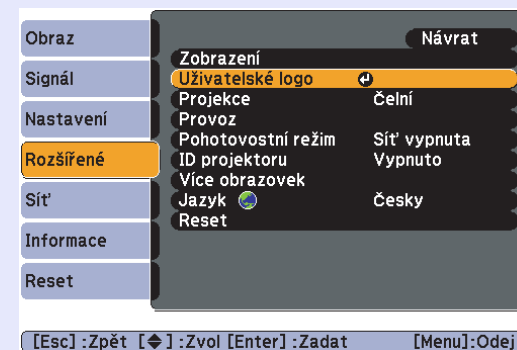 Obraz
Signál
Nastavení
Rozšířené
Síť
Informace
Reset
Návrat
Zobrazení
Uživatelské logo
Projekce Čelní
Provoz
Pohotovostní režim Síť vypnuta
ID projektoru Vypnuto
Více obrazovek
Jazyk Česky
Reset
[Esc] :Zpět [◆] :Zvol [Enter] :Zadat [Menu]:Odej